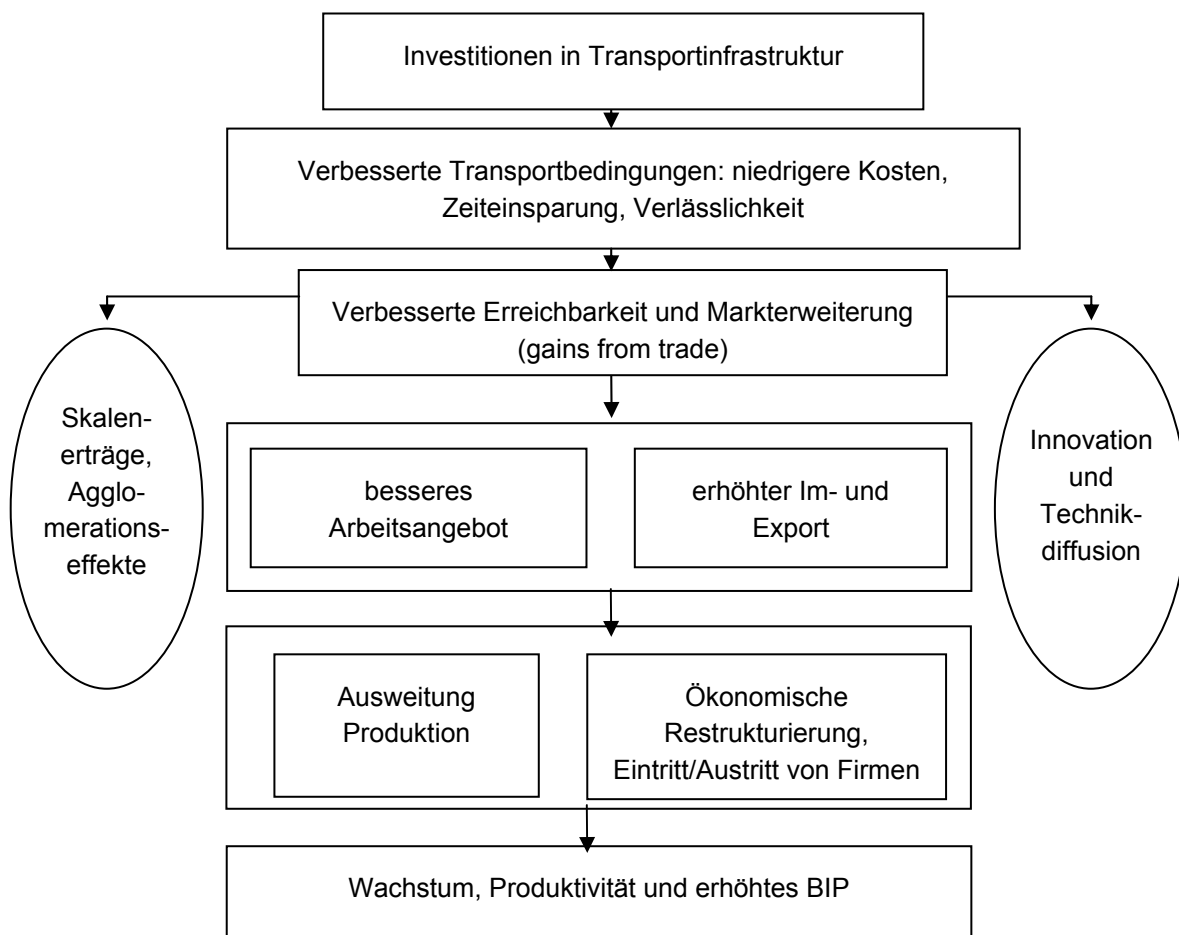 Investitionen in Transportinfrastruktur
Verbesserte Transportbedingungen: niedrigere Kosten,
Zeiteinsparung, Verlässlichkeit
Verbesserte Erreichbarkeit und Markterweiterung
(gains from trade)
Skalen-
erträge,
Agglo-
merations-
effekte
Innovation
und
Technik-
diffusion
besseres
Arbeitsangebot
erhöhter Im- und
Export
Ausweitung
Produktion
Ökonomische
Restrukturierung,
Eintritt/Austritt von Firmen
Wachstum, Produktivität und erhöhtes BIP